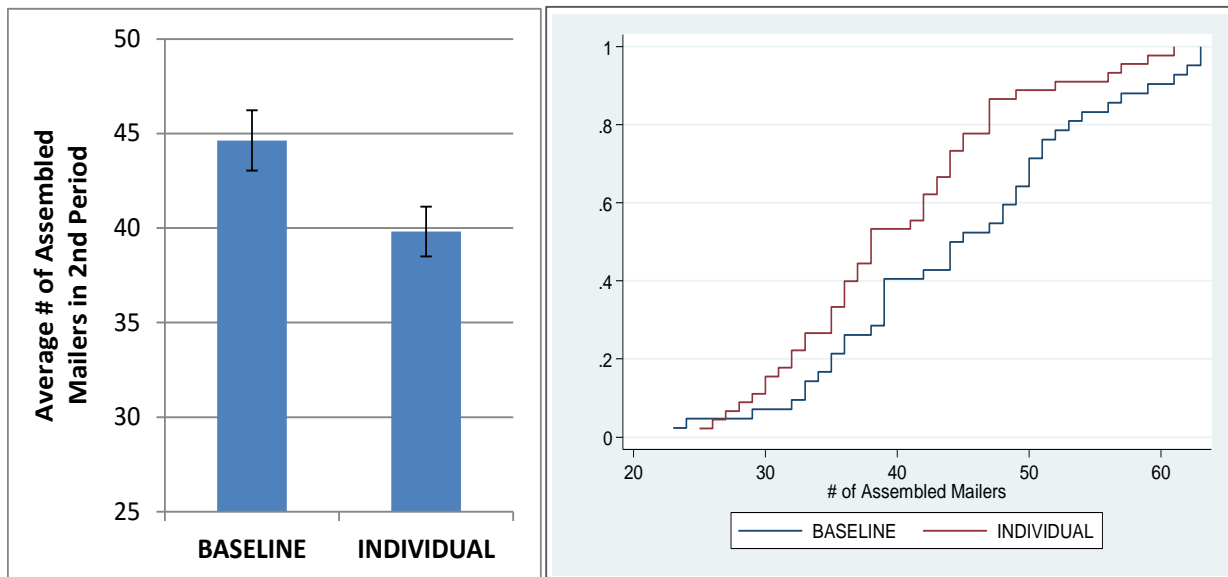 Average # of Assembled
Mailers in 2nd Period
50
45
40
35
30
25
BASELINE INDIVIDUAL
1
.8
.6
.4
.2
0
20 30 40 50 60
# of Assembled Mailers
BASELINE INDIVIDUAL